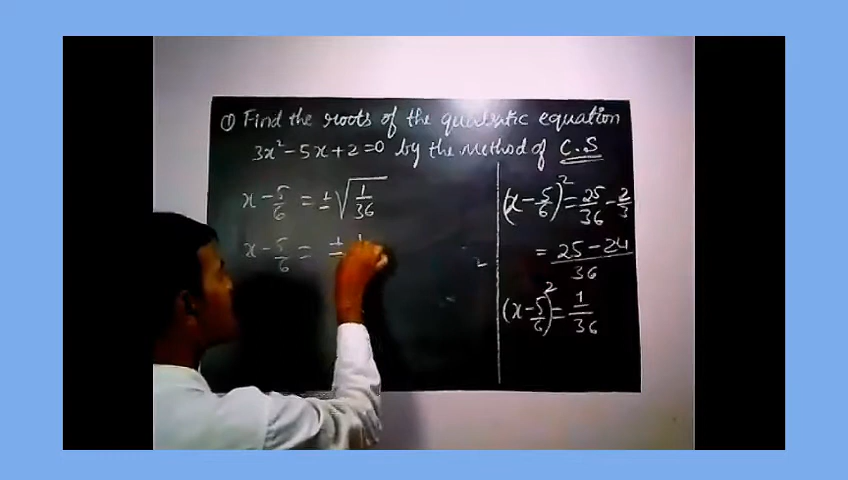 ① Find the roots of the quadratic equation
3x² - 5x + 2 = 0 by the method of C.S
x - 5/6 = ± √(1/36)
x - 5/6 = ± 1
(x - 5/6)² = 25/36 - 2/3
= 25 - 24 / 36
(x - 5/6)² = 1/36